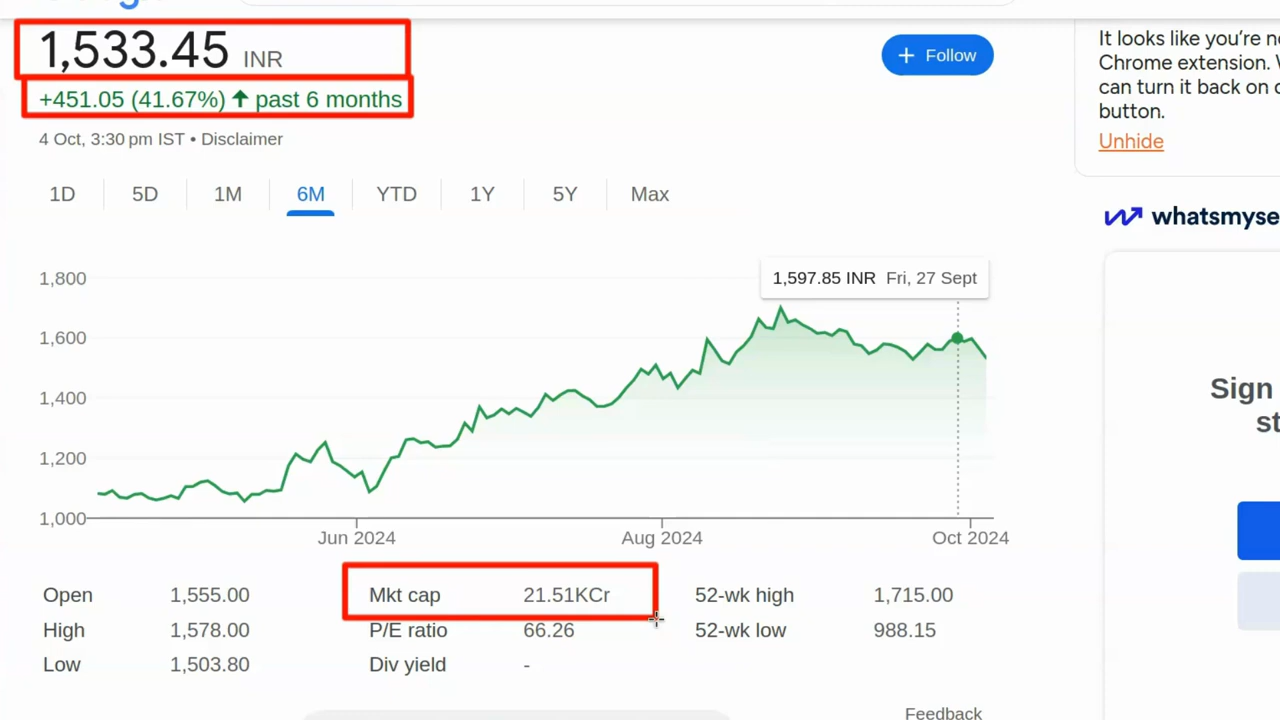 1,533.45 INR
+ Follow
+451.05 (41.67%) ↑ past 6 months
4 Oct, 3:30 pm IST • Disclaimer
1D 5D 1M 6M YTD 1Y 5Y Max
1,800
1,600
1,400
1,200
1,000
1,597.85 INR Fri, 27 Sept
Jun 2024 Aug 2024 Oct 2024
Open 1,555.00 Mkt cap 21.51KCr 52-wk high 1,715.00
High 1,578.00 P/E ratio 66.26 52-wk low 988.15
Low 1,503.80 Div yield -
Feedback
It looks like you're
Chrome extension.
can turn it back on
button.
Unhide
whatsmyse
Sign
st